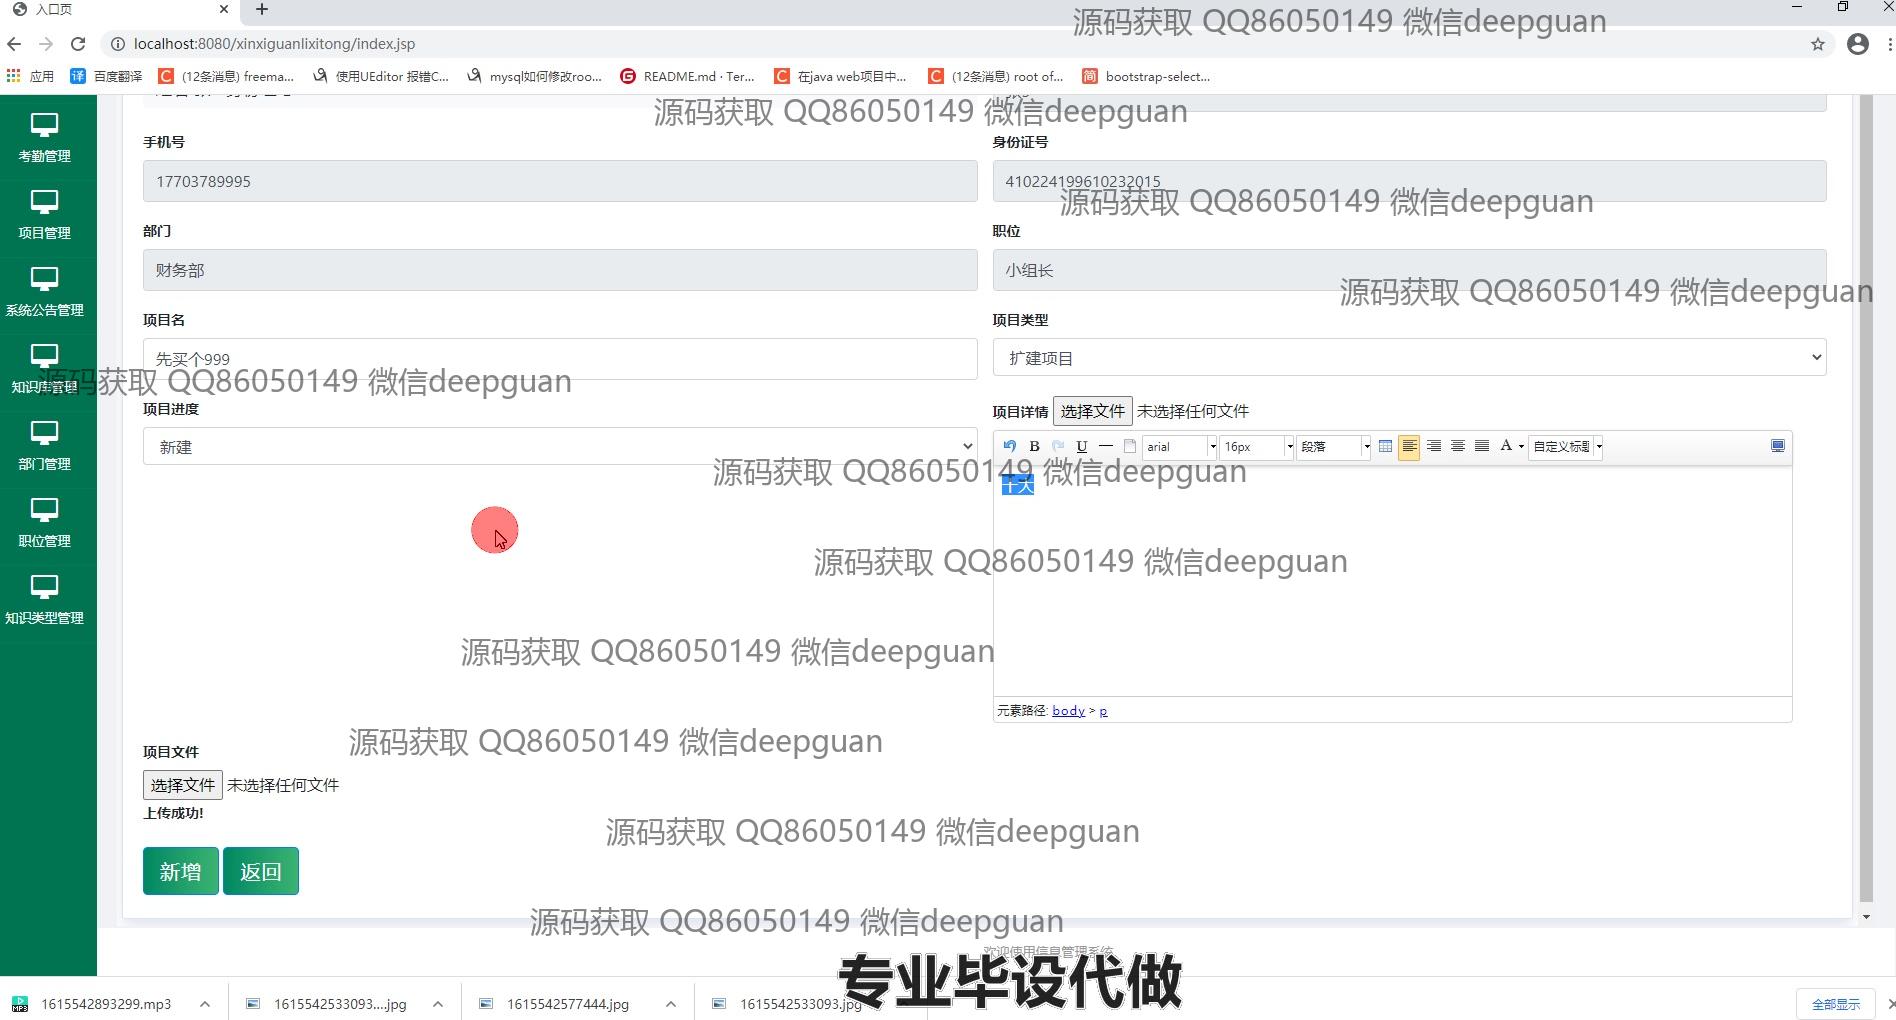 入口页
localhost:8080/xinxiguanlixitong/index.jsp
应用
百度翻译
(12条消息) freema...
使用UEditor 报错C...
mysql如何修改roo...
README.md · Ter...
在java web项目中...
(12条消息) root of...
bootstrap-select...
源码获取 QQ86050149 微信deepguan
源码获取 QQ86050149 微信deepguan
考勤管理
项目管理
系统公告管理
知识库管理
部门管理
职位管理
知识类型管理
手机号
17703789995
身份证号
410224199610232015
源码获取 QQ86050149 微信deepguan
部门
财务部
职位
小组长
源码获取 QQ86050149 微信deepguan
项目名
先买个999
项目类型
扩建项目
源码获取 QQ86050149 微信deepguan
项目进度
新建
项目详情 选择文件 未选择任何文件
arial 16px 段落 自定义标题
源码获取 QQ86050149 微信deepguan
源码获取 QQ86050149 微信deepguan
源码获取 QQ86050149 微信deepguan
元素路径: body > p
源码获取 QQ86050149 微信deepguan
项目文件
选择文件 未选择任何文件
上传成功!
源码获取 QQ86050149 微信deepguan
新增 返回
源码获取 QQ86050149 微信deepguan
欢迎使用信息管理系统
专业毕设代做
1615542893299.mp3
1615542533093....jpg
1615542577444.jpg
1615542533093.jpg
全部显示